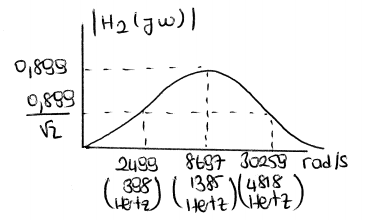 |H2(jw)|
0,899
0,899
√2
2499 8697 30259 rad/s
(398 Hertz) (1385 Hertz) (4818 Hertz)